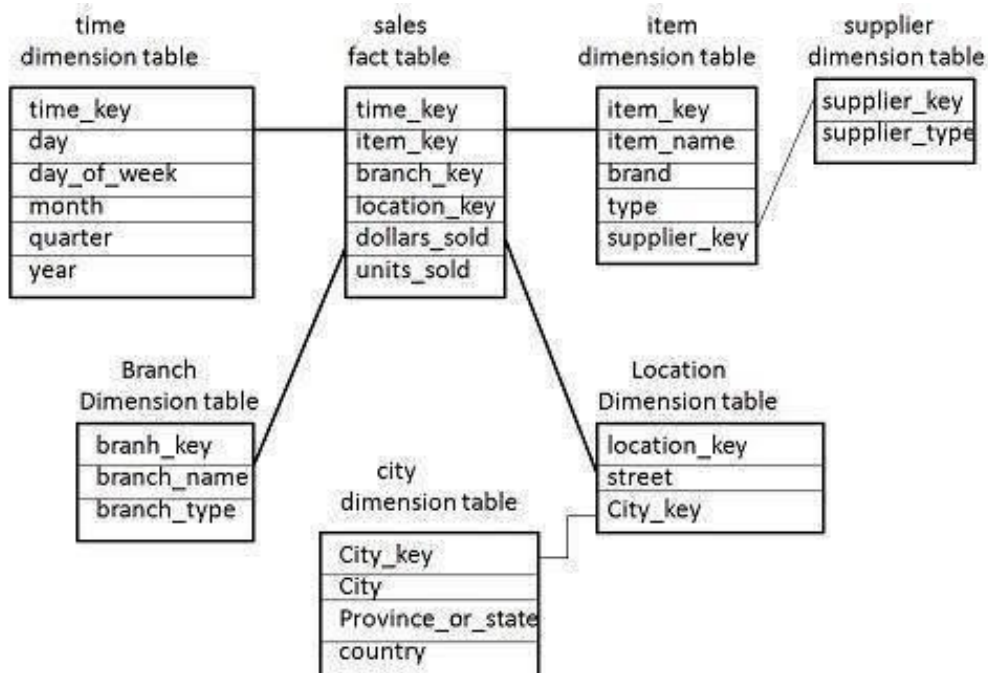 time
dimension table
time_key
day
day_of_week
month
quarter
year
sales
fact table
time_key
item_key
branch_key
location_key
dollars_sold
units_sold
item
dimension table
item_key
item_name
brand
type
supplier_key
supplier
dimension table
supplier_key
supplier_type
Branch
Dimension table
branh_key
branch_name
branch_type
city
dimension table
City_key
City
Province_or_state
country
Location
Dimension table
location_key
street
City_key